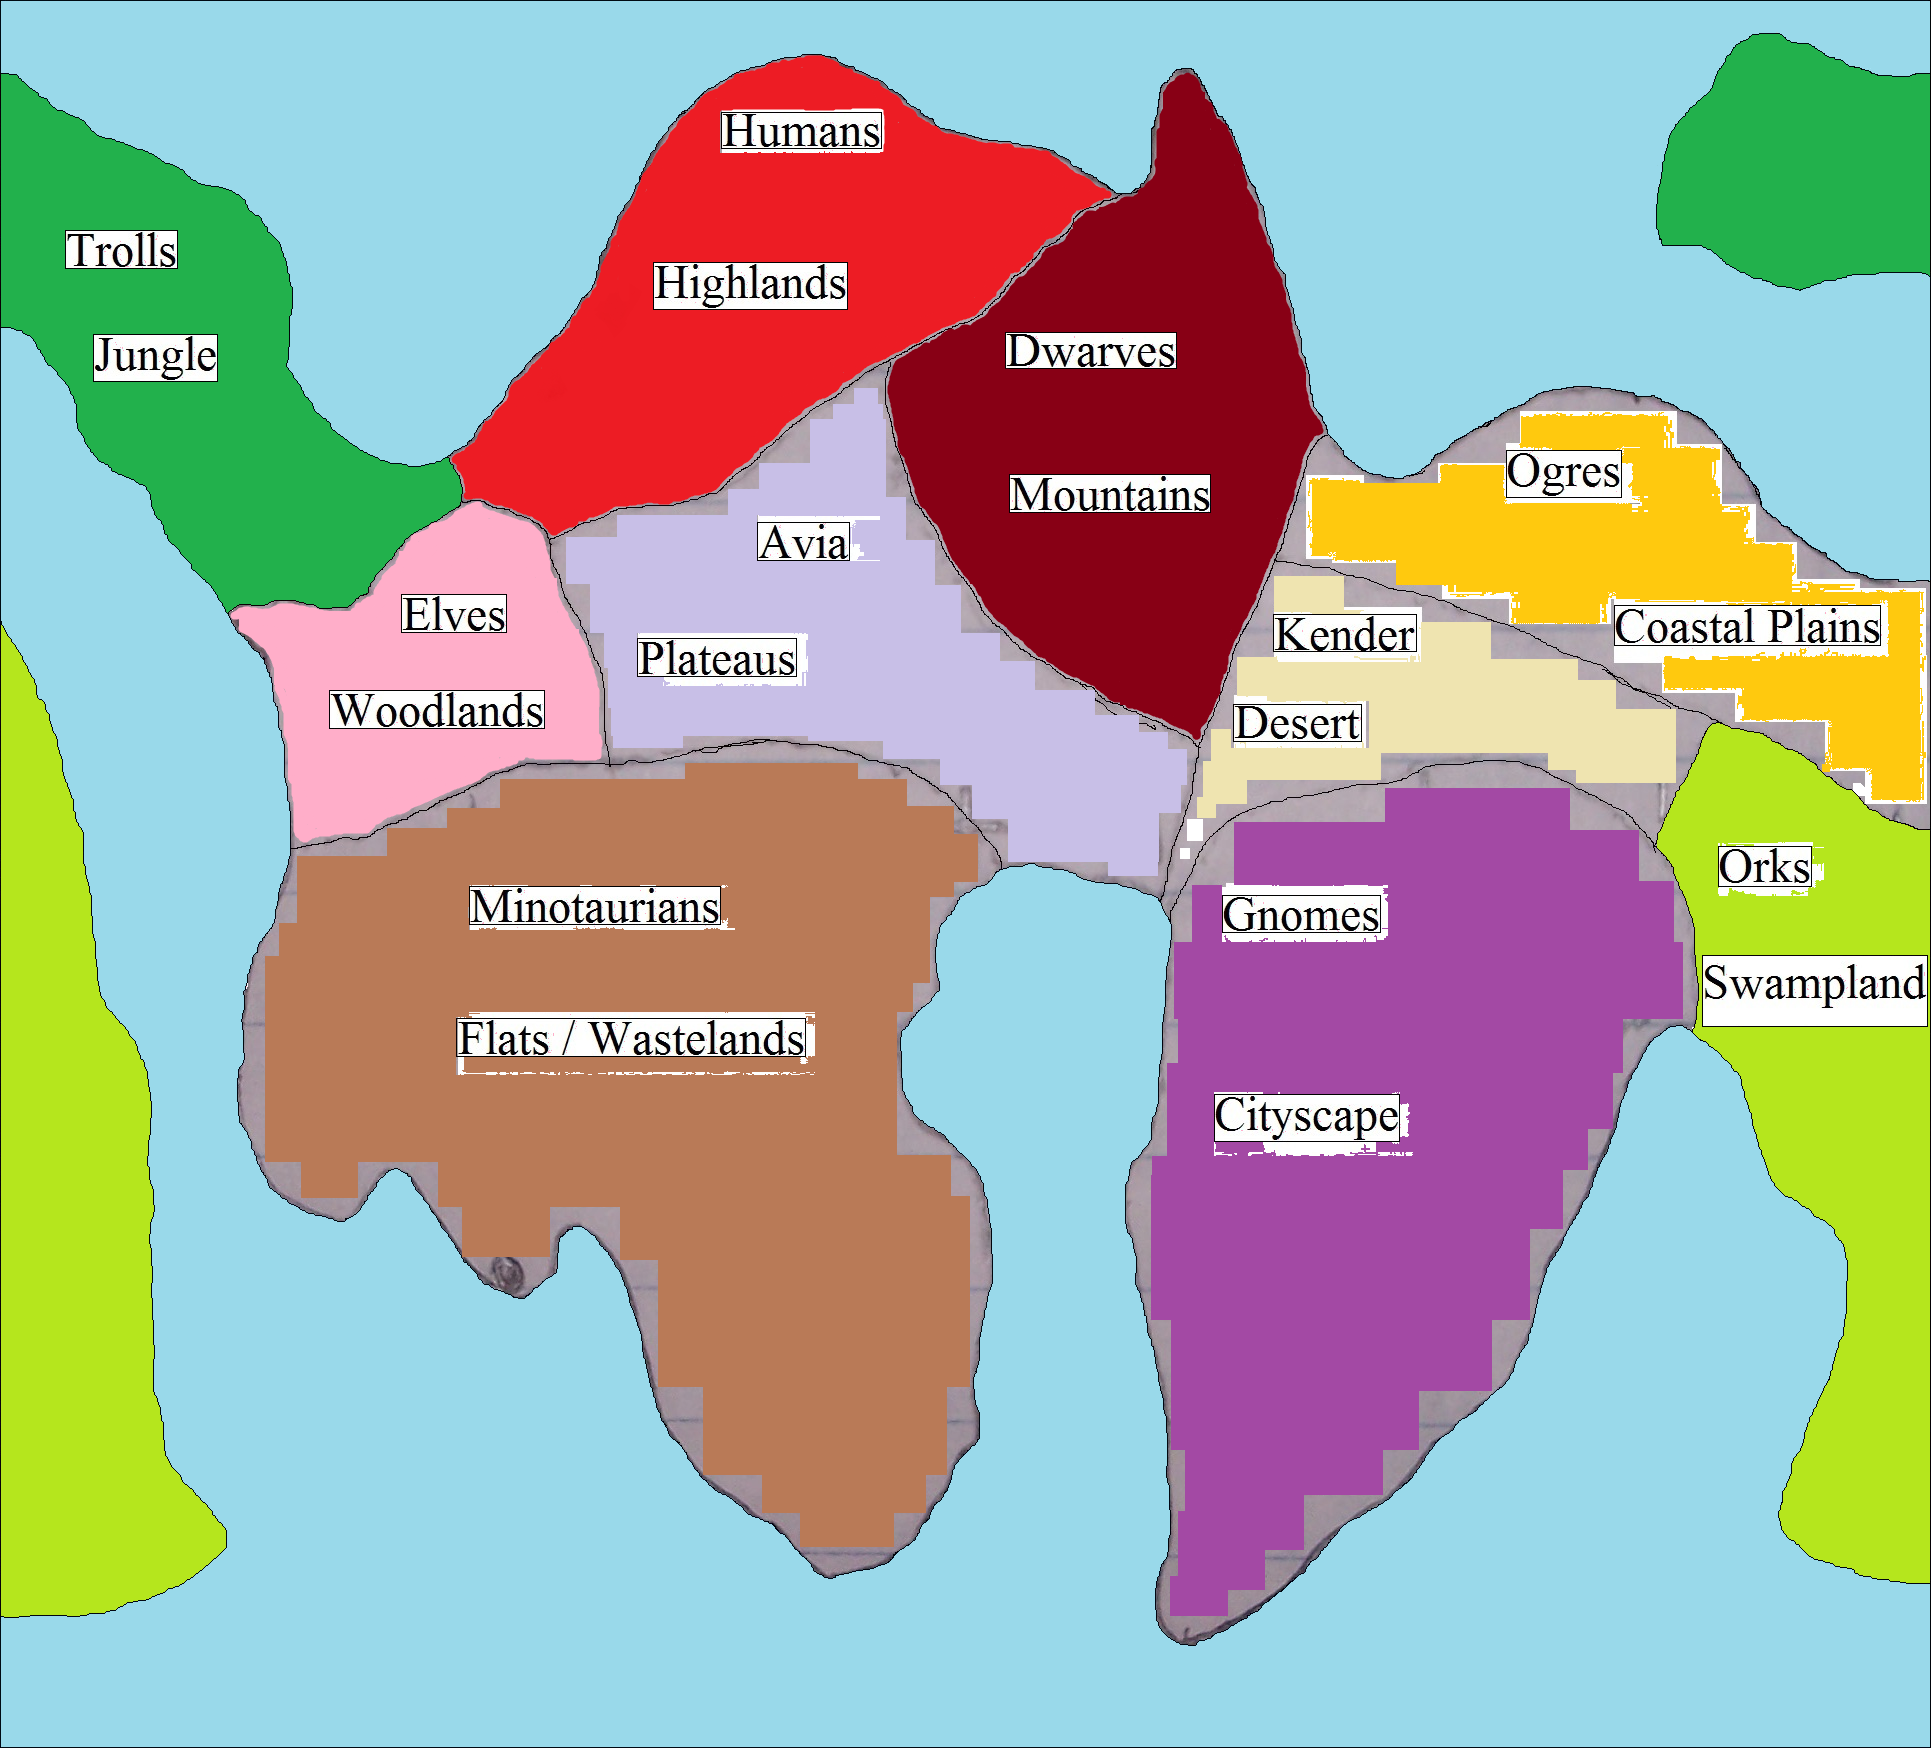 Humans
Highlands
Trolls
Jungle
Dwarves
Mountains
Ogres
Coastal Plains
Avia
Plateaus
Elves
Woodlands
Kender
Desert
Orks
Swampland
Minotaurians
Flats / Wastelands
Gnomes
Cityscape